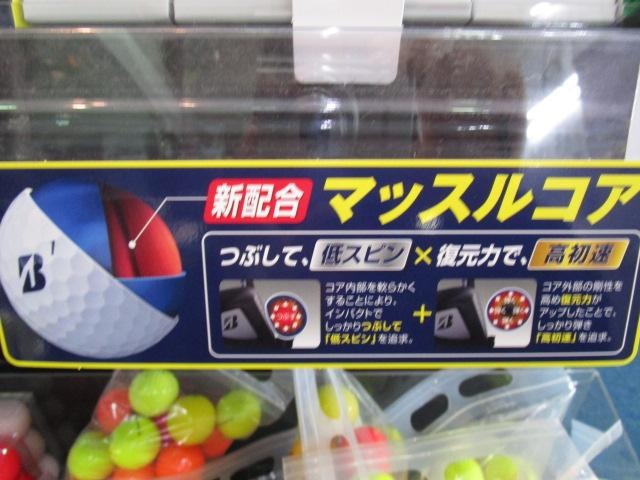 新配合 マッスルコア
つぶして、低スピン×復元力で、高初速
コア内部を軟らかく
することにより、
インパクトで
しっかりつぶして
「低スピン」を追求。
つぶす
+
コア外部の剛性を
高め復元力が
アップしたことで、
しっかり弾き
「高初速」を追求。
B
1
B